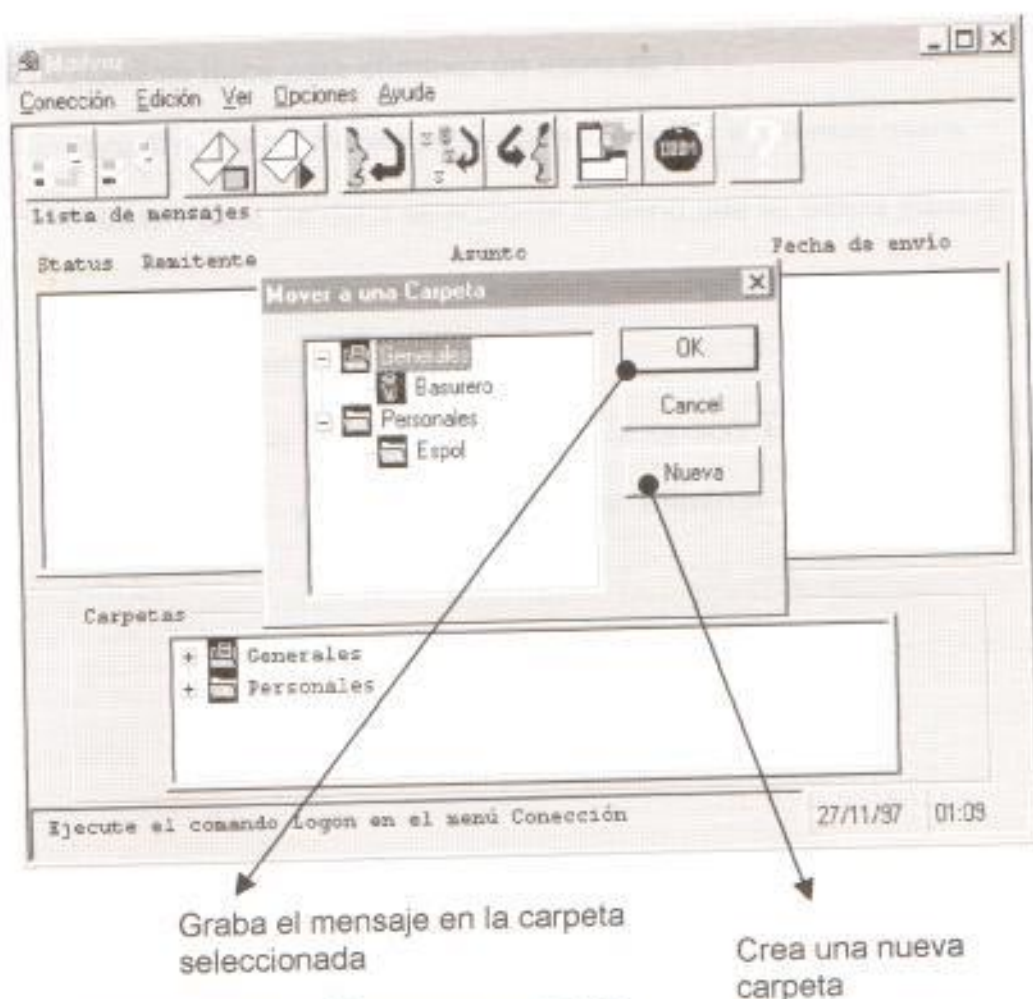 Conección Edición Ver Opciones Ayuda
Lista de mensajes
Status Remitente Asunto Fecha de envío
Mover a una Carpeta
Generales
Basurero
Personales
Espol
OK
Cancel
Nueva
Carpetas
+ Generales
+ Personales
Ejecute el comando Logon en el menú Conección 27/11/97 01:09
Graba el mensaje en la carpeta
seleccionada
Crea una nueva
carpeta